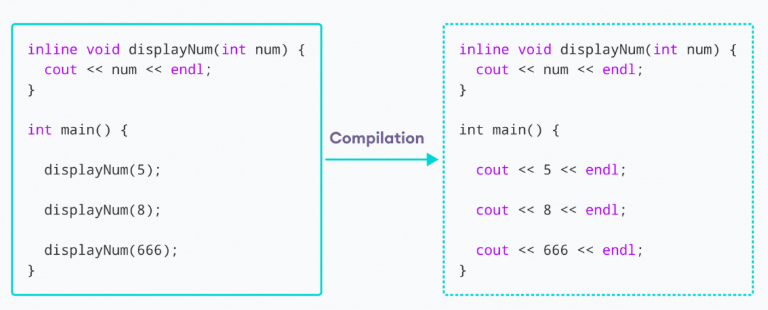 inline void displayNum(int num) {
  cout << num << endl;
}
int main() {
  displayNum(5);
  displayNum(8);
  displayNum(666);
}
Compilation
inline void displayNum(int num) {
  cout << num << endl;
}
int main() {
  cout << 5 << endl;
  cout << 8 << endl;
  cout << 666 << endl;
}